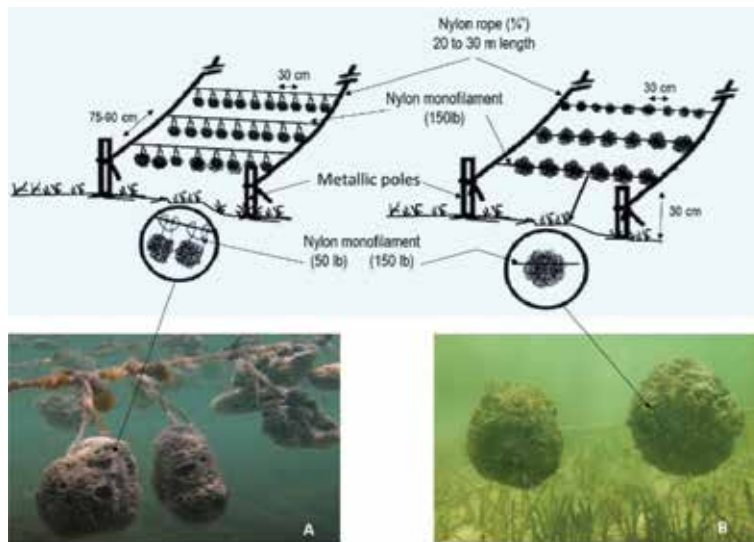 Nylon rope (¾")
20 to 30 m length
30 cm
30 cm
75-90 cm
Nylon monofilament
(150lb)
Metallic poles
30 cm
Nylon monofilament
(50 lb) (150 lb)
A
B